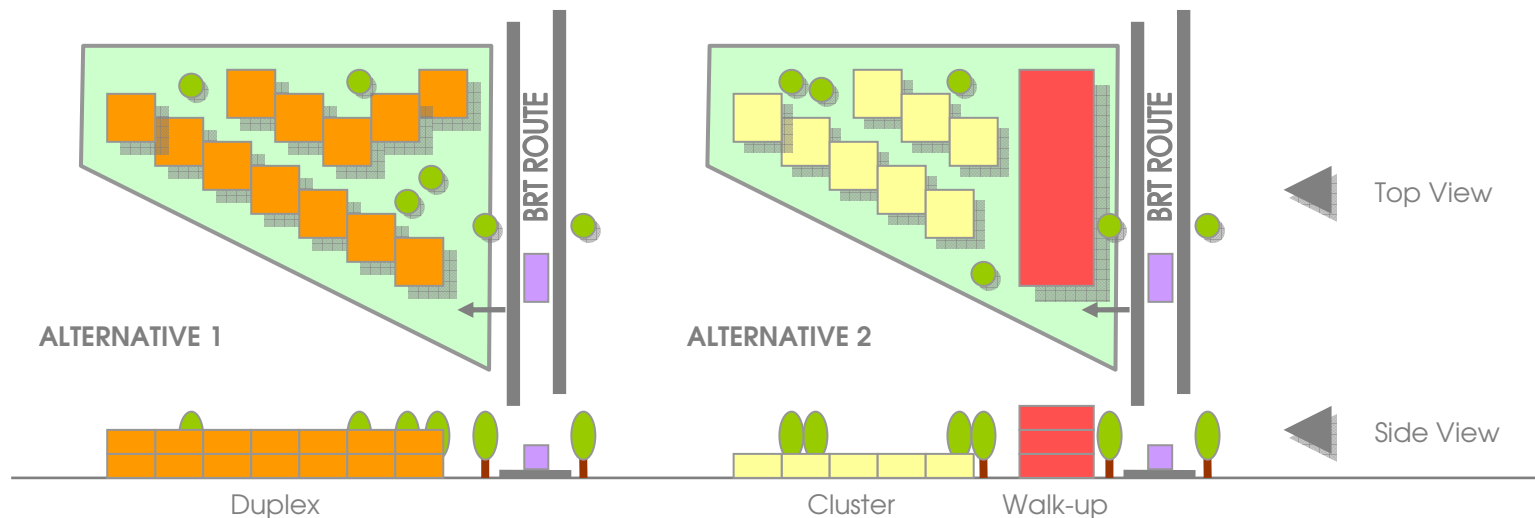 BRT ROUTE
BRT ROUTE
Top View
ALTERNATIVE 1
ALTERNATIVE 2
Side View
Duplex
Cluster
Walk-up